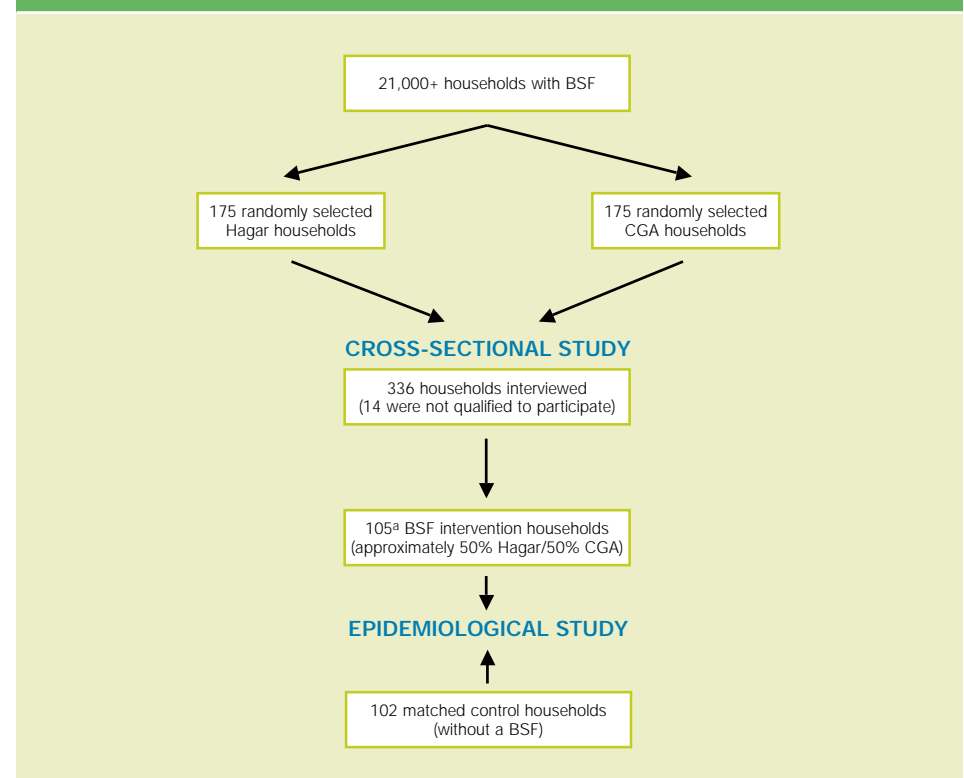 21,000+ households with BSF
175 randomly selected
Hagar households
175 randomly selected
CGA households
CROSS-SECTIONAL STUDY
336 households interviewed
(14 were not qualified to participate)
105ª BSF intervention households
(approximately 50% Hagar/50% CGA)
EPIDEMIOLOGICAL STUDY
102 matched control households
(without a BSF)